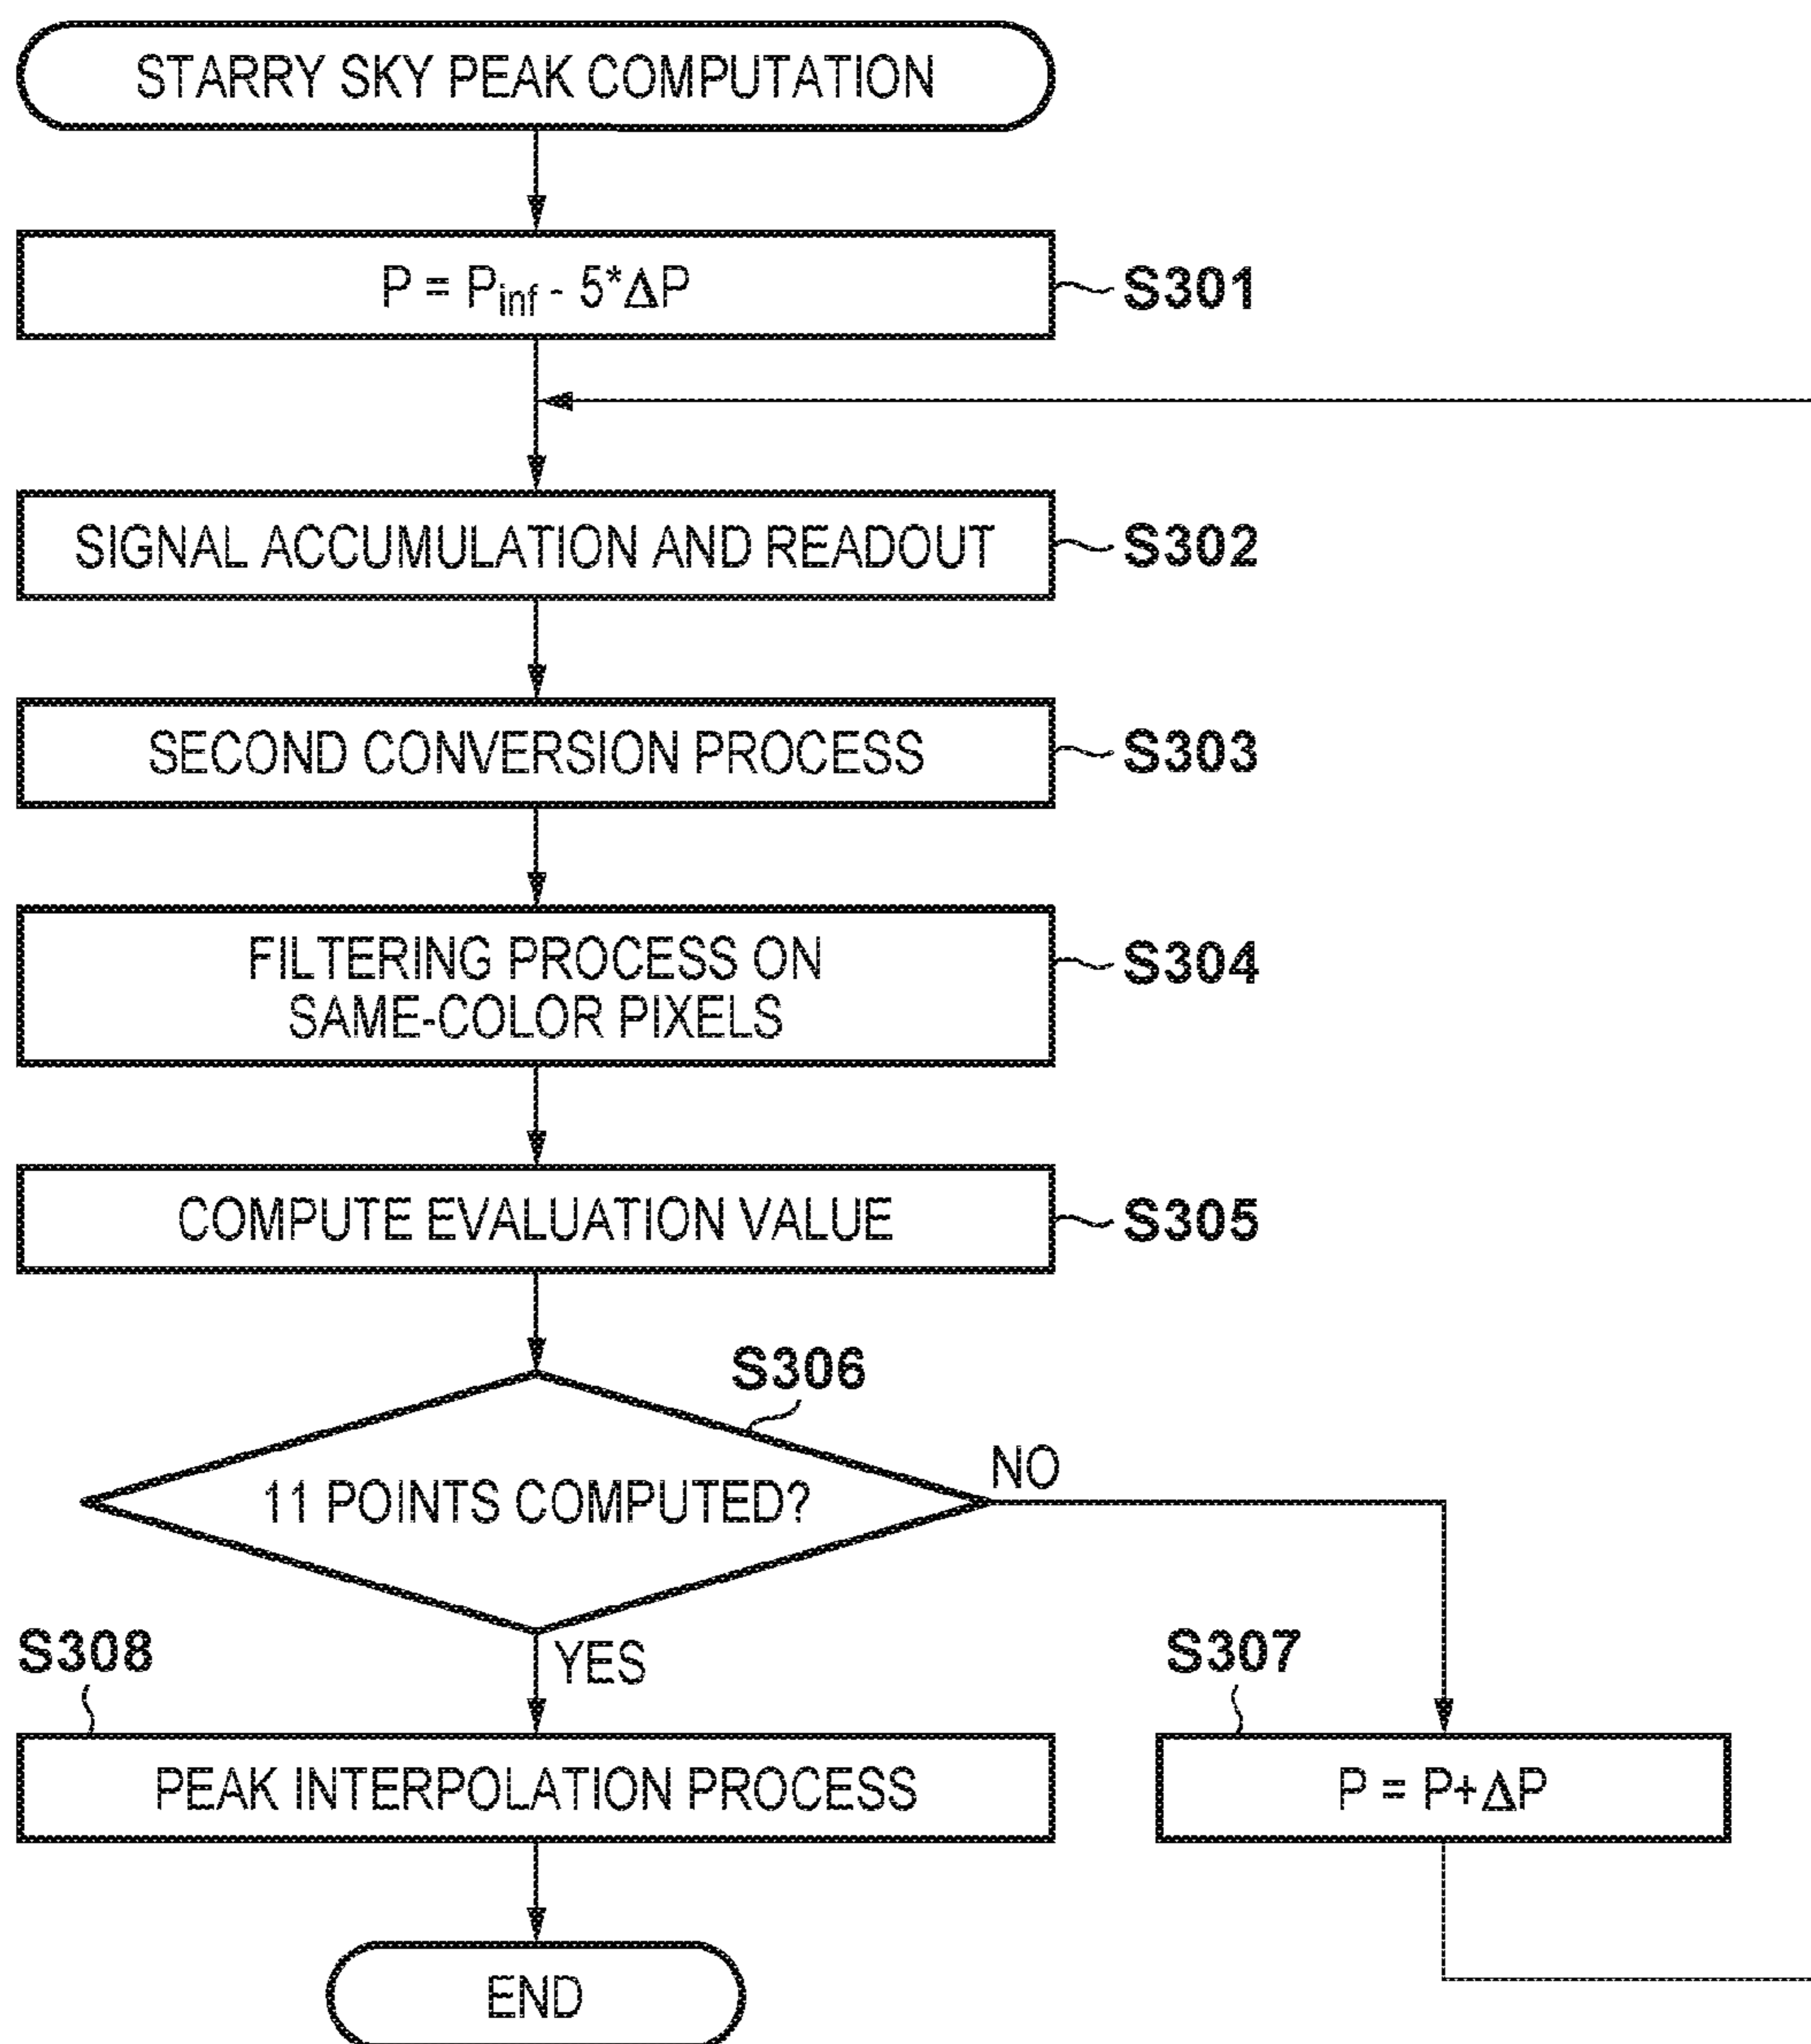 STARRY SKY PEAK COMPUTATION
P = Pinf - 5*ΔP
S301
SIGNAL ACCUMULATION AND READOUT
S302
SECOND CONVERSION PROCESS
S303
FILTERING PROCESS ON
SAME-COLOR PIXELS
S304
COMPUTE EVALUATION VALUE
S305
S306
11 POINTS COMPUTED?
NO
YES
S308
S307
PEAK INTERPOLATION PROCESS
P = P+ΔP
END